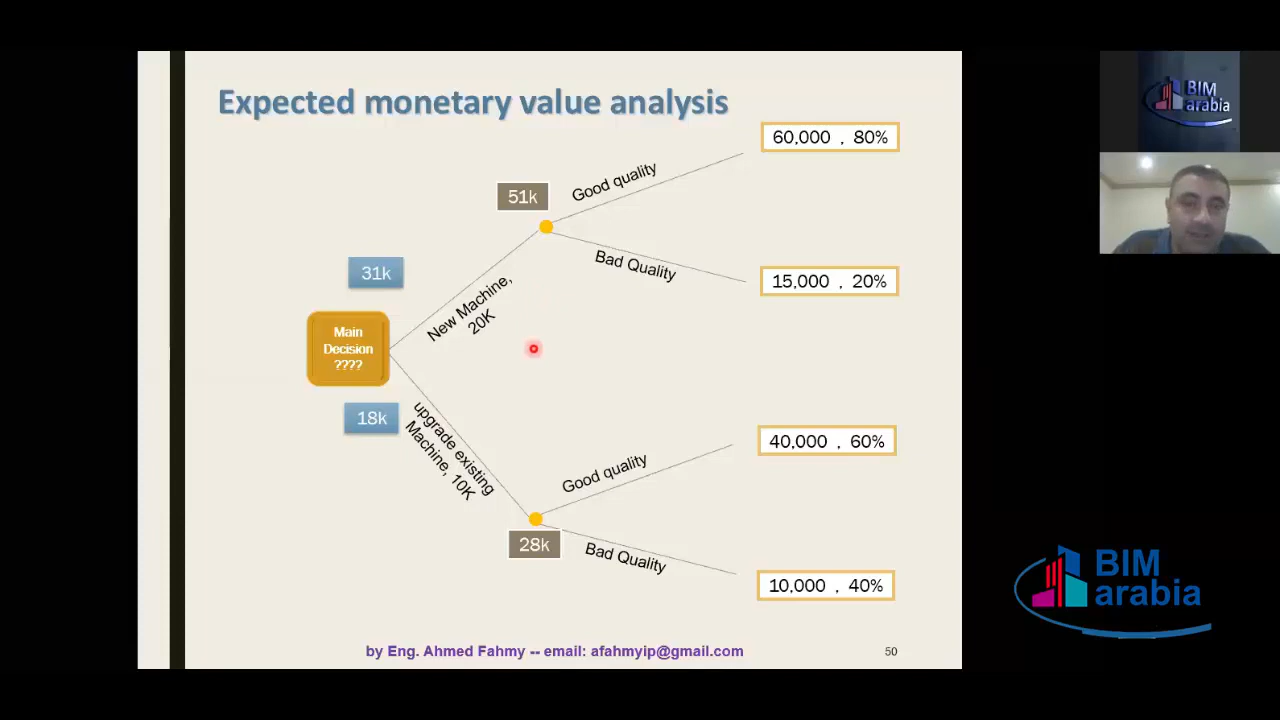 Expected monetary value analysis
60,000 , 80%
Good quality
51k
Bad Quality
15,000 , 20%
31k
New Machine,
20K
Main
Decision
????
18k
upgrade existing
Machine, 10K
40,000 , 60%
Good quality
28k
Bad Quality
10,000 , 40%
by Eng. Ahmed Fahmy -- email: afahmyip@gmail.com
50
BIM
arabia
BIM
arabia